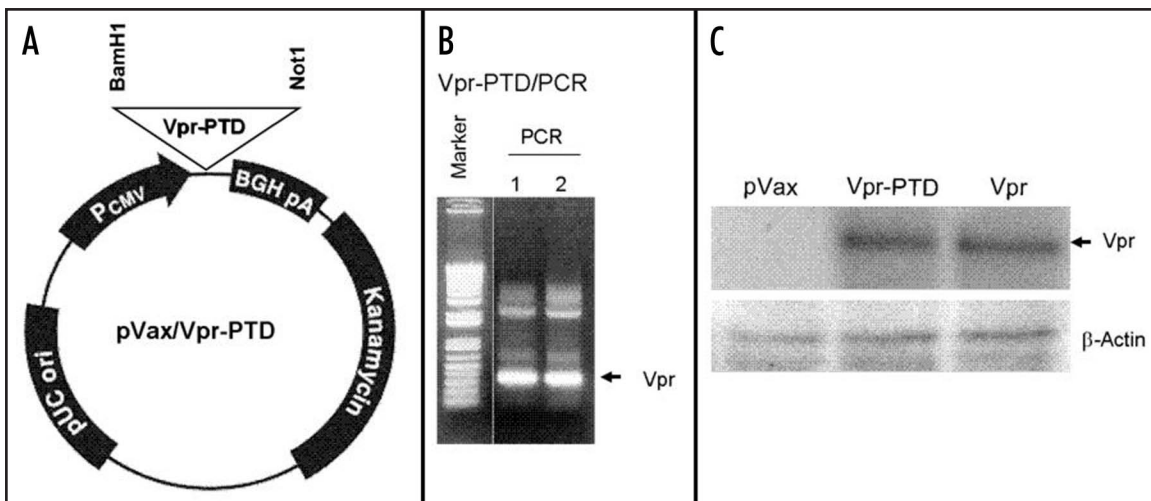 A
BamH1
Not1
Vpr-PTD
PCMV
BGH pA
Kanamycin
pUC ori
pVax/Vpr-PTD
B
Vpr-PTD/PCR
Marker
PCR
1 2
Vpr
C
pVax Vpr-PTD Vpr
Vpr
β-Actin